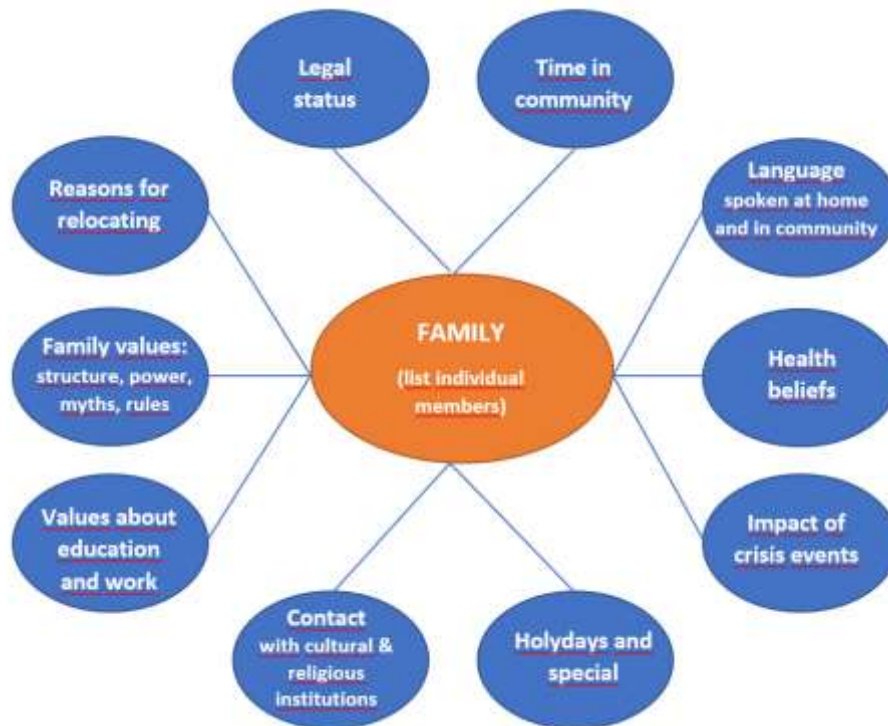 Legal
status
Time in
community
Reasons for
relocating
Language
spoken at home
and in community
FAMILY
(list individual
members)
Family values:
structure, power,
myths, rules
Health
beliefs
Values about
education
and work
Impact of
crisis events
Contact
with cultural &
religious
institutions
Holydays and
special